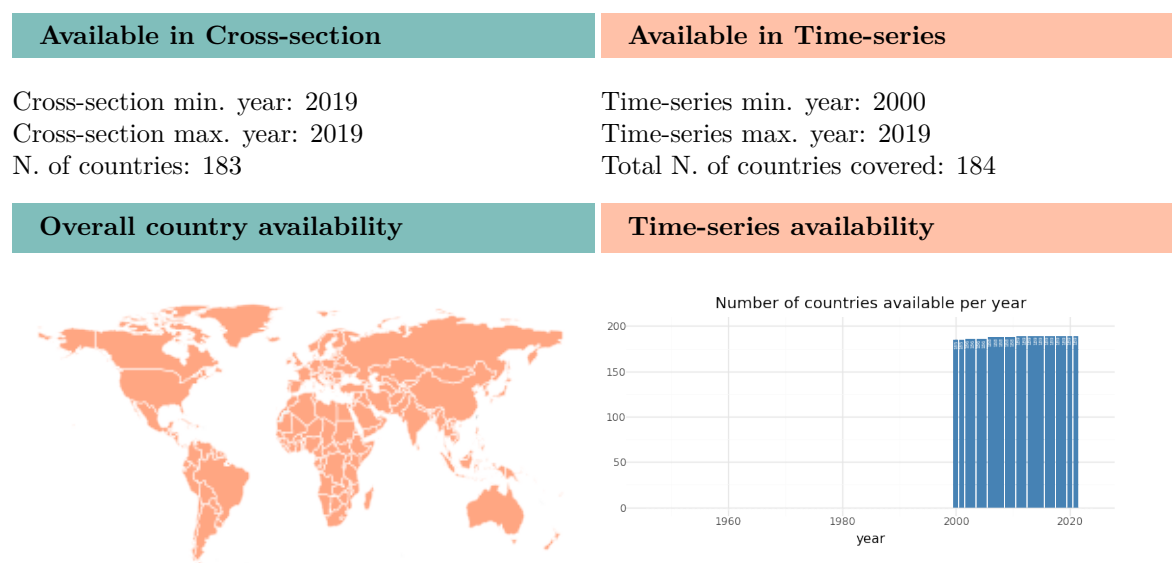 Available in Cross-section
Available in Time-series
Cross-section min. year: 2019
Cross-section max. year: 2019
N. of countries: 183
Time-series min. year: 2000
Time-series max. year: 2019
Total N. of countries covered: 184
Overall country availability
Time-series availability
Number of countries available per year
200
150
100
50
0
1960 1980 2000 2020
year